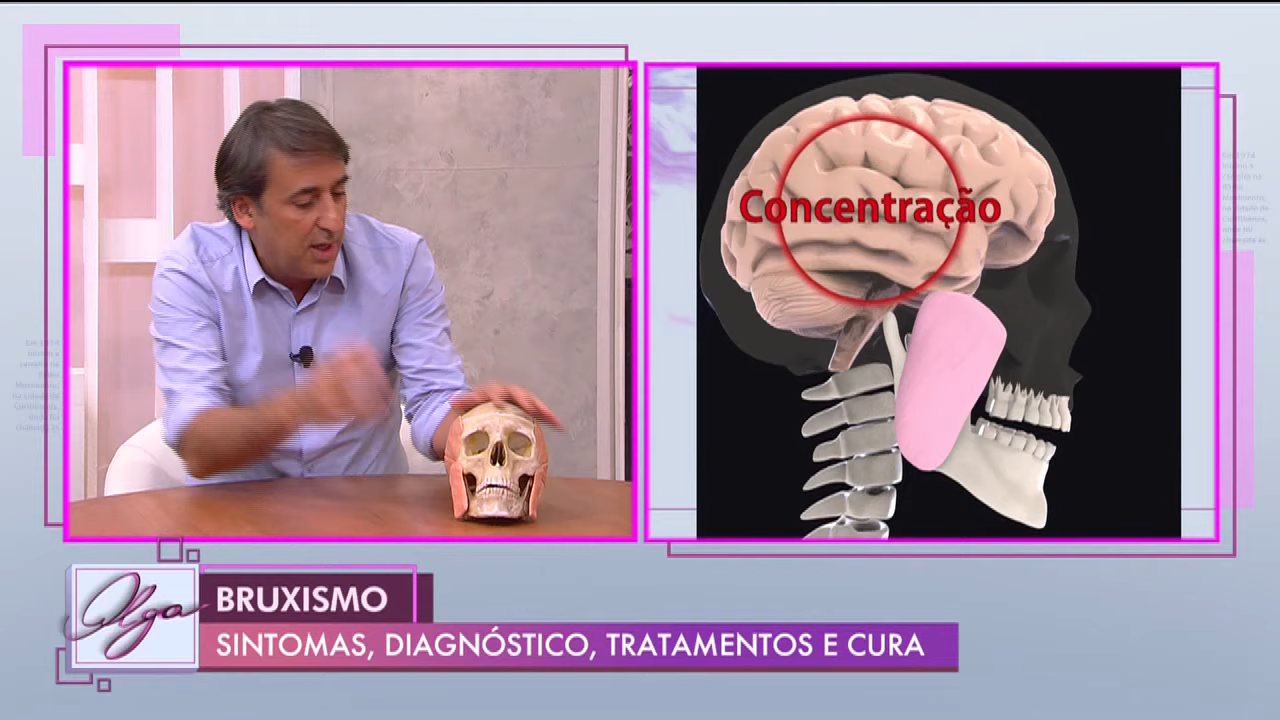 Concentração
Olga
BRUXISMO
SINTOMAS, DIAGNÓSTICO, TRATAMENTOS E CURA